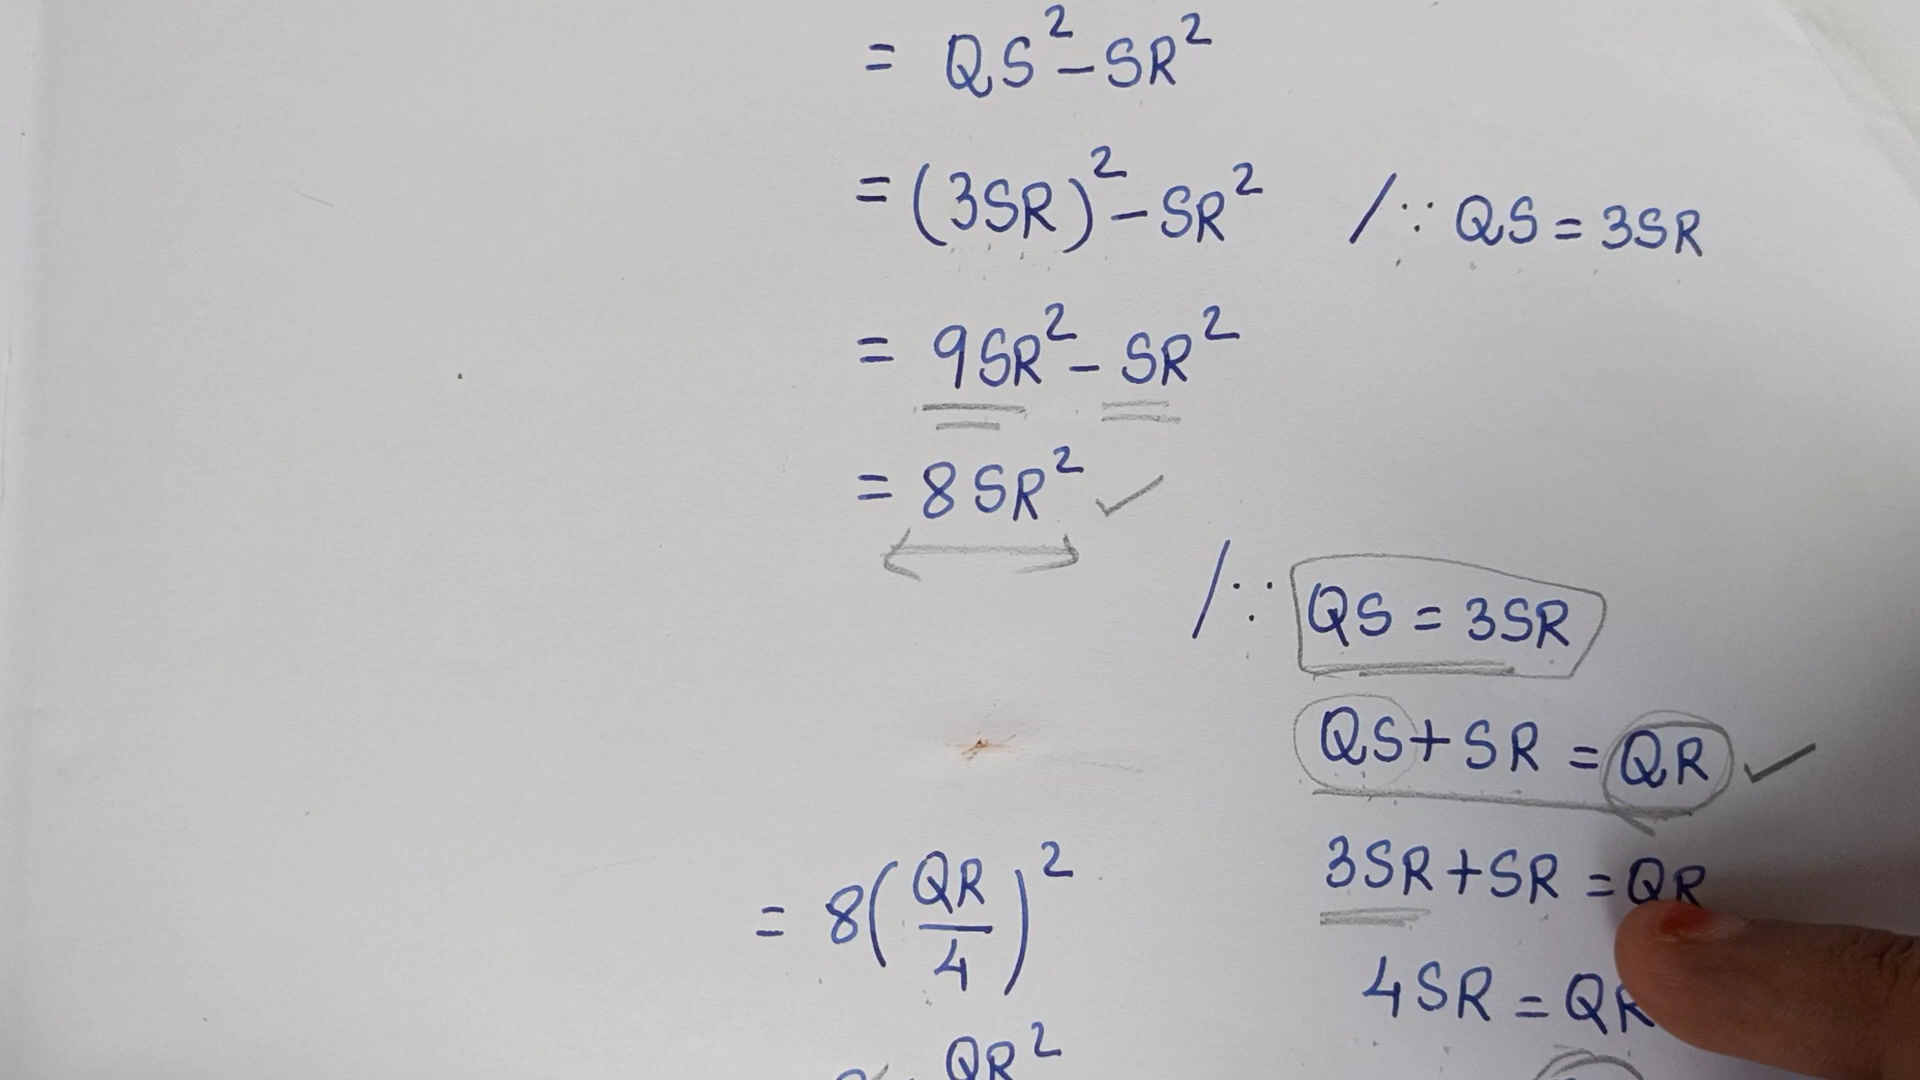 = QS²-SR²
= (3SR)²-SR² /∵ QS = 3SR
= 9SR²-SR²
= 8SR² ✓
/∵ QS = 3SR
QS+SR = QR ✓
3SR+SR = QR
= 8(QR/4)²
4SR = QR
QR²